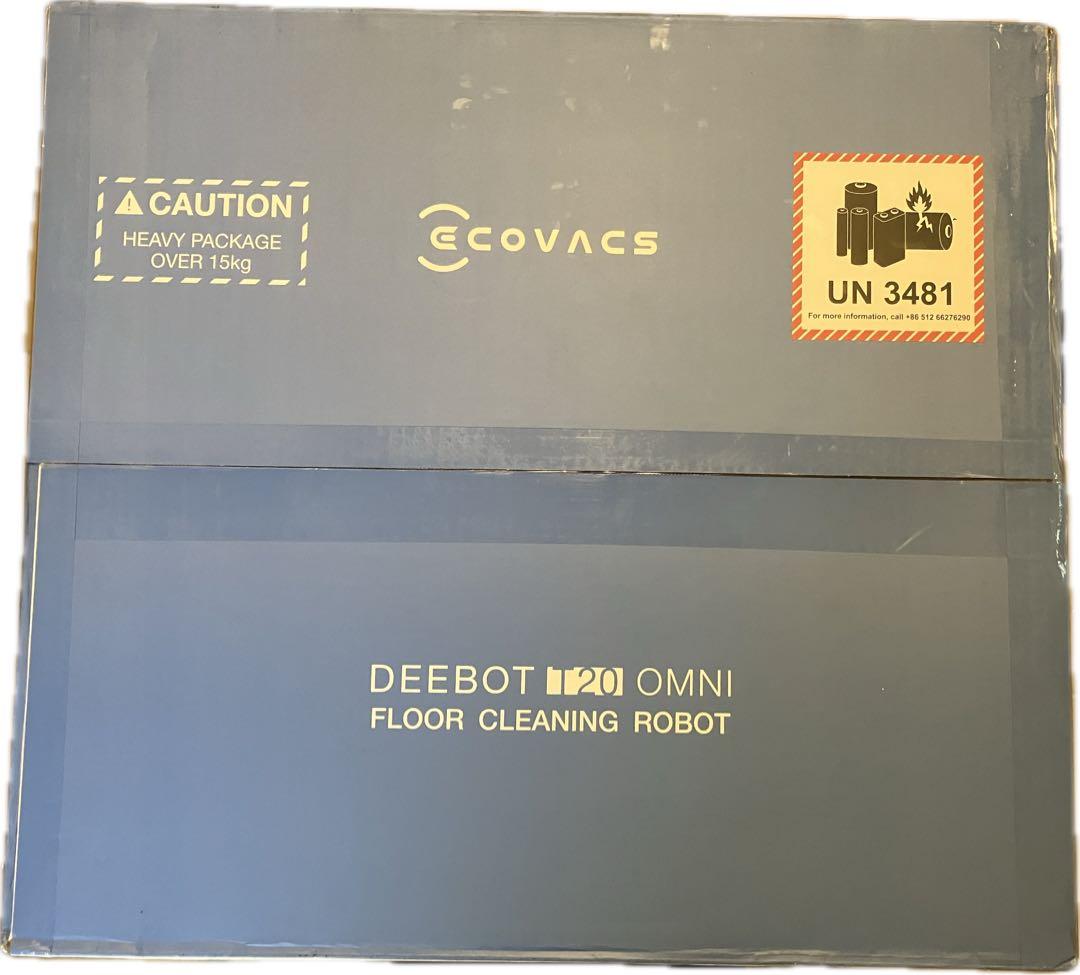 CAUTION
HEAVY PACKAGE
OVER 15kg
ECOVACS
UN 3481
For more information, call +86 512 66276290
DEEBOT T20 OMNI
FLOOR CLEANING ROBOT